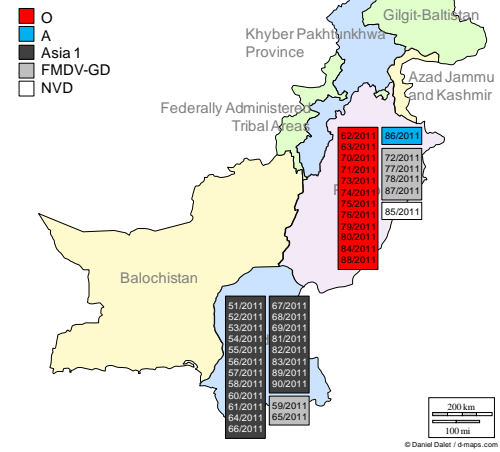 O
A
Asia 1
FMDV-GD
NVD
Gilgit-Baltistan
Khyber Pakhtunkhwa
Province
Azad Jammu
and Kashmir
Federally Administered
Tribal Areas
62/2011
63/2011
70/2011
71/2011
73/2011
74/2011
75/2011
76/2011
79/2011
80/2011
84/2011
88/2011
86/2011
72/2011
77/2011
78/2011
87/2011
85/2011
Balochistan
51/2011
52/2011
53/2011
54/2011
55/2011
56/2011
57/2011
58/2011
60/2011
61/2011
64/2011
66/2011
67/2011
68/2011
69/2011
81/2011
82/2011
83/2011
89/2011
90/2011
59/2011
65/2011
200 km
100 mi
© Daniel Dalet / d-maps.com